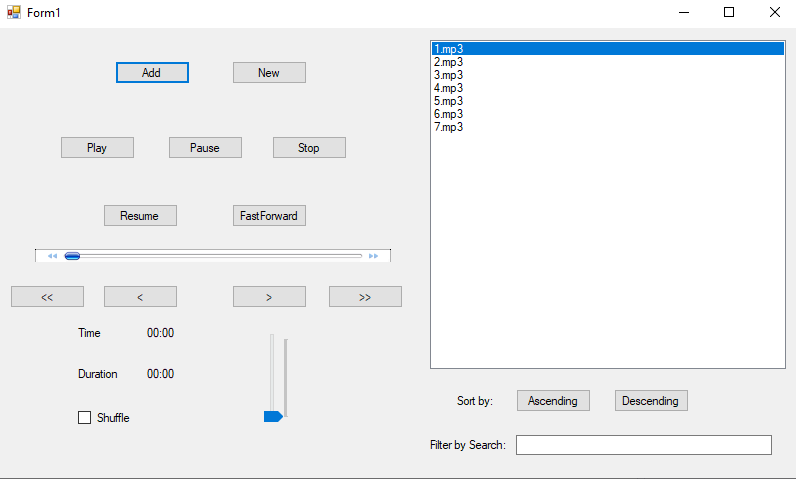 Form1
Add New
Play Pause Stop
Resume FastForward
<< < > >>
Time 00:00
Duration 00:00
Shuffle
1.mp3
2.mp3
3.mp3
4.mp3
5.mp3
6.mp3
7.mp3
Sort by: Ascending Descending
Filter by Search: